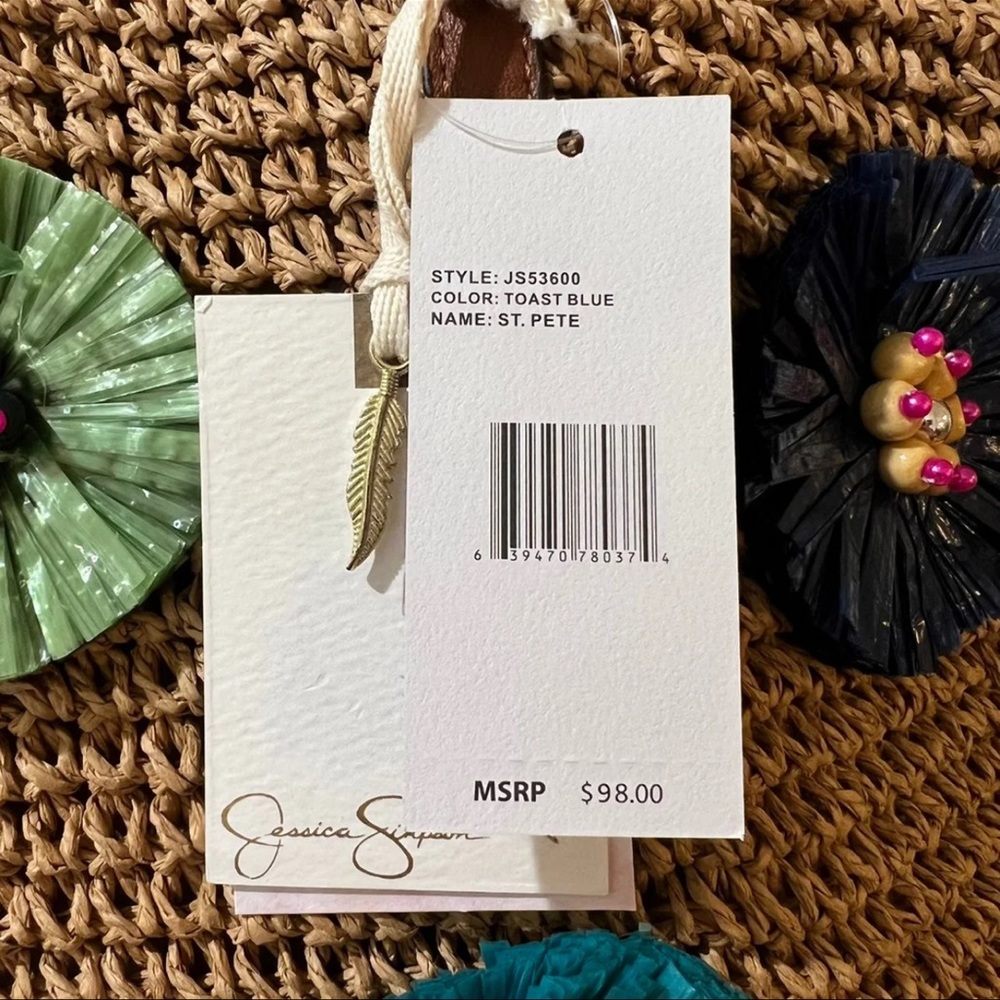 STYLE: JS53600
COLOR: TOAST BLUE
NAME: ST. PETE
6 39470 78037 4
MSRP $98.00
Jessica Simpson